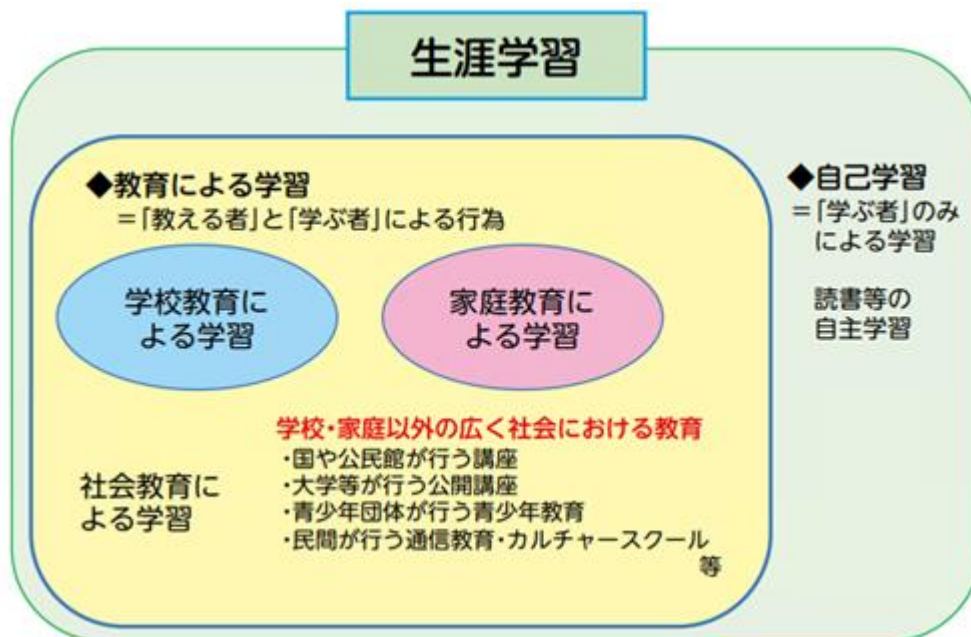 生涯学習
◆教育による学習
＝「教える者」と「学ぶ者」による行為
学校教育に
よる学習
家庭教育に
よる学習
社会教育に
よる学習
学校・家庭以外の広く社会における教育
・国や公民館が行う講座
・大学等が行う公開講座
・青少年団体が行う青少年教育
・民間が行う通信教育・カルチャースクール
等
◆自己学習
＝「学ぶ者」のみ
による学習
読書等の
自主学習